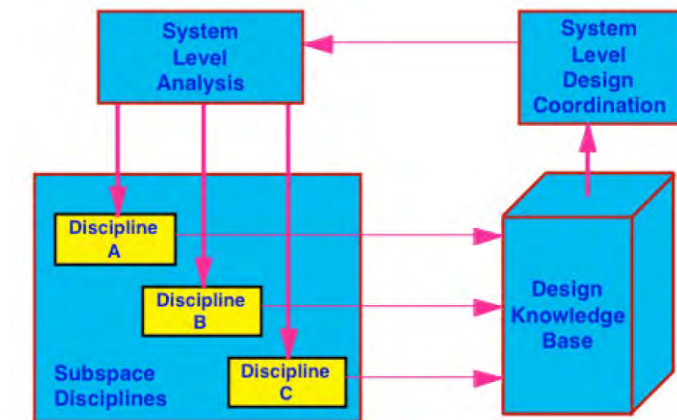 System
Level
Analysis
System
Level
Design
Coordination
Discipline
A
Discipline
B
Discipline
C
Subspace
Disciplines
Design
Knowledge
Base